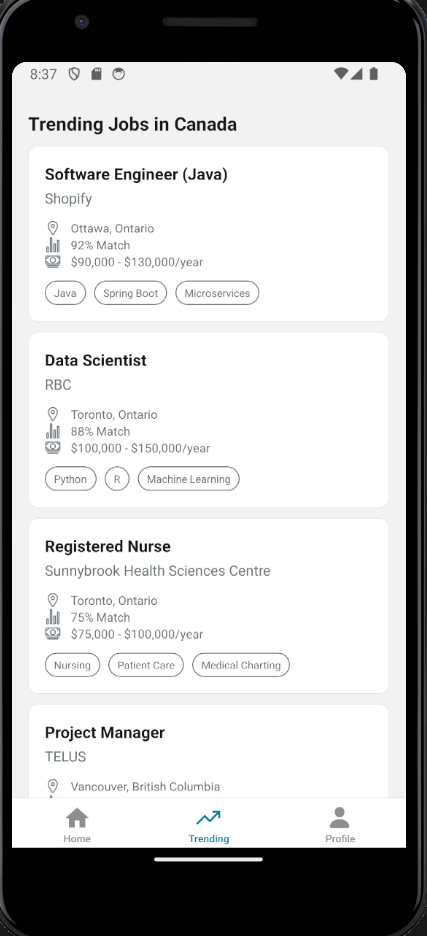 8:37
Trending Jobs in Canada
Software Engineer (Java)
Shopify
Ottawa, Ontario
92% Match
$90,000 - $130,000/year
Java Spring Boot Microservices
Data Scientist
RBC
Toronto, Ontario
88% Match
$100,000 - $150,000/year
Python R Machine Learning
Registered Nurse
Sunnybrook Health Sciences Centre
Toronto, Ontario
75% Match
$75,000 - $100,000/year
Nursing Patient Care Medical Charting
Project Manager
TELUS
Vancouver, British Columbia
Home Trending Profile